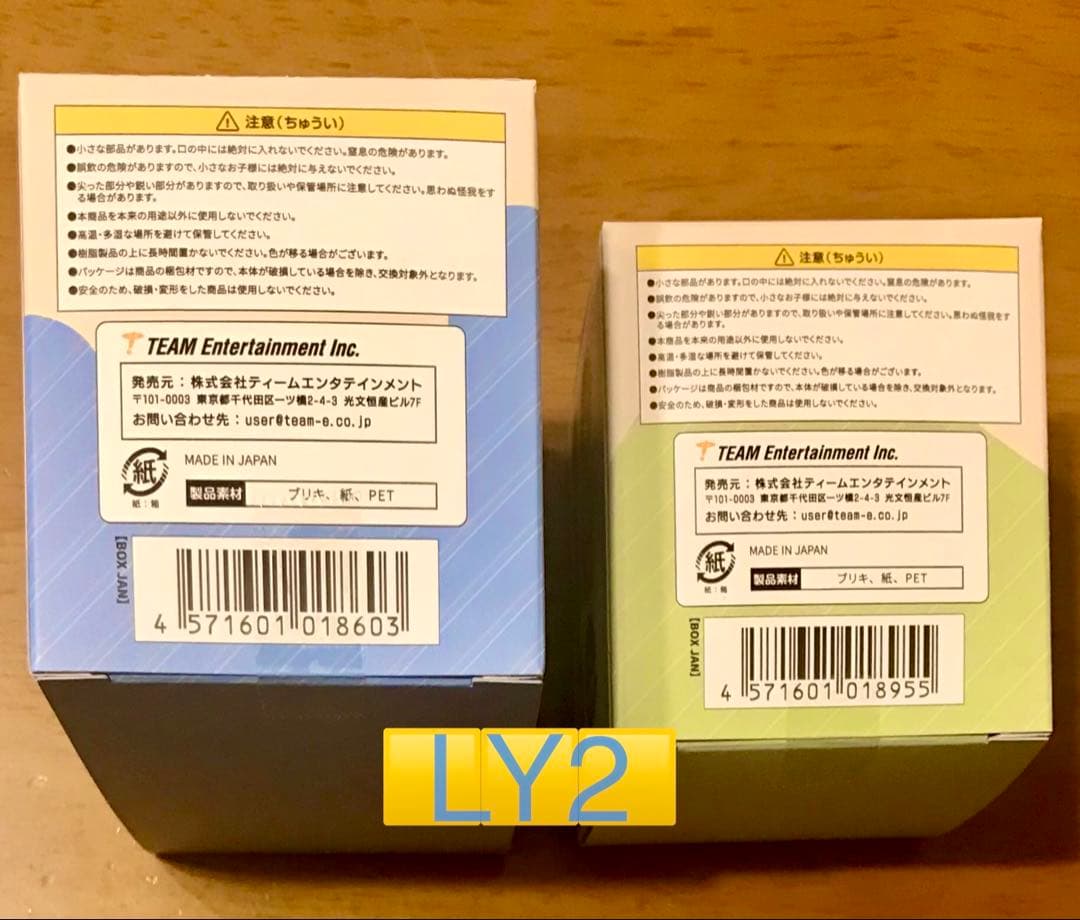 注意(ちゅうい)
●小さな部品があります。口の中には絶対に入れないでください。窒息の危険があります。
●誤飲の危険がありますので、小さなお子様には絶対に与えないでください。
●尖った部分や鋭い部分がありますので、取り扱いや保管場所に注意してください。思わぬ怪我をす
る場合があります。
●本商品を本来の用途以外に使用しないでください。
●高温・多湿な場所を避けて保管してください。
●樹脂製品の上に長時間置かないでください。色が移る場合がございます。
●パッケージは商品の梱包材ですので、本体が破損している場合を除き、交換対象外となります。
●安全のため、破損・変形をした商品は使用しないでください。
TEAM Entertainment Inc.
発売元:株式会社ティームエンタテインメント
〒101-0003 東京都千代田区一ツ橋2-4-3 光文恒産ビル7F
お問い合わせ先:user@team-e.co.jp
紙
紙:箱
MADE IN JAPAN
製品素材 ブリキ、紙、PET
【BOX JAN】
4 571601 018603
注意(ちゅうい)
●小さな部品があります。口の中には絶対に入れないでください。窒息の危険があります。
●誤飲の危険がありますので、小さなお子様には絶対に与えないでください。
●尖った部分や鋭い部分がありますので、取り扱いや保管場所に注意してください。思わぬ怪我をす
る場合があります。
●本商品を本来の用途以外に使用しないでください。
●高温・多湿な場所を避けて保管してください。
●樹脂製品の上に長時間置かないでください。色が移る場合がございます。
●パッケージは商品の梱包材ですので、本体が破損している場合を除き、交換対象外となります。
●安全のため、破損・変形をした商品は使用しないでください。
TEAM Entertainment Inc.
発売元:株式会社ティームエンタテインメント
〒101-0003 東京都千代田区一ツ橋2-4-3 光文恒産ビル7F
お問い合わせ先:user@team-e.co.jp
紙
紙:箱
MADE IN JAPAN
製品素材 ブリキ、紙、PET
【BOX JAN】
4 571601 018955
LY2